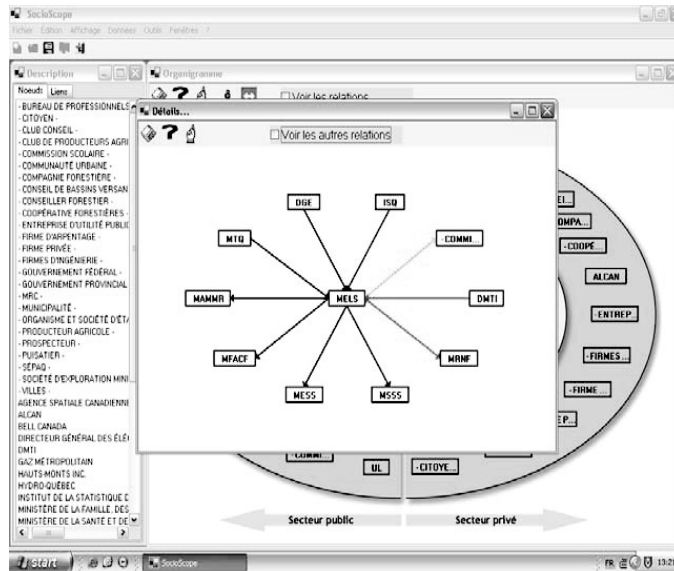 SocioScope
Fichier Édition Affichage Données Outils Fenêtres ?
Description
Organigramme
Noeuds Liens
Voir les relations
- BUREAU DE PROFESSIONNELS
- CITOYEN -
- CLUB CONSEIL -
- CLUB DE PRODUCTEURS AGRI
- COMMISSION SCOLAIRE -
- COMMUNAUTÉ URBAINE -
- COMPAGNIE FORESTIÈRE -
- CONSEIL DE BASSINS VERSAN
- CONSEILLER FORESTIER -
- COOPÉRATIVE FORESTIÈRES -
- ENTREPRISE D'UTILITÉ PUBLIC
- FIRME D'ARPENTAGE -
- FIRME PRIVÉE -
- FIRMES D'INGÉNIERIE -
- GOUVERNEMENT FÉDÉRAL -
- GOUVERNEMENT PROVINCIAL
- MRC -
- MUNICIPALITÉ -
- ORGANISME ET SOCIÉTÉ D'ÉTA
- PRODUCTEUR AGRICOLE -
- PROSPECTEUR -
- PUISATIER -
- SÉPAQ -
- SOCIÉTÉ D'EXPLORATION MINI
- VILLES -
AGENCE SPATIALE CANADIENNE
ALCAN
BELL CANADA
DIRECTEUR GÉNÉRAL DES ÉLE
DMTI
GAZ MÉTROPOLITAIN
HAUTS-MONTS INC.
HYDRO-QUÉBEC
INSTITUT DE LA STATISTIQUE D
MINISTÈRE DE LA FAMILLE, DES
MINISTÈRE DE LA SANTÉ ET DE
Détails...
Voir les autres relations
DGE
ISQ
MTQ
-COMMI...
MAMMR
MELS
DMTI
MFACF
MRNF
MESS
MSSS
-COOPÉ...
ALCAN
-ENTREP...
-FIRMES ...
-FIRME ...
-COMMI...
UL
-CITOYE...
Secteur public
Secteur privé
start
SocioScope
FR
13:21